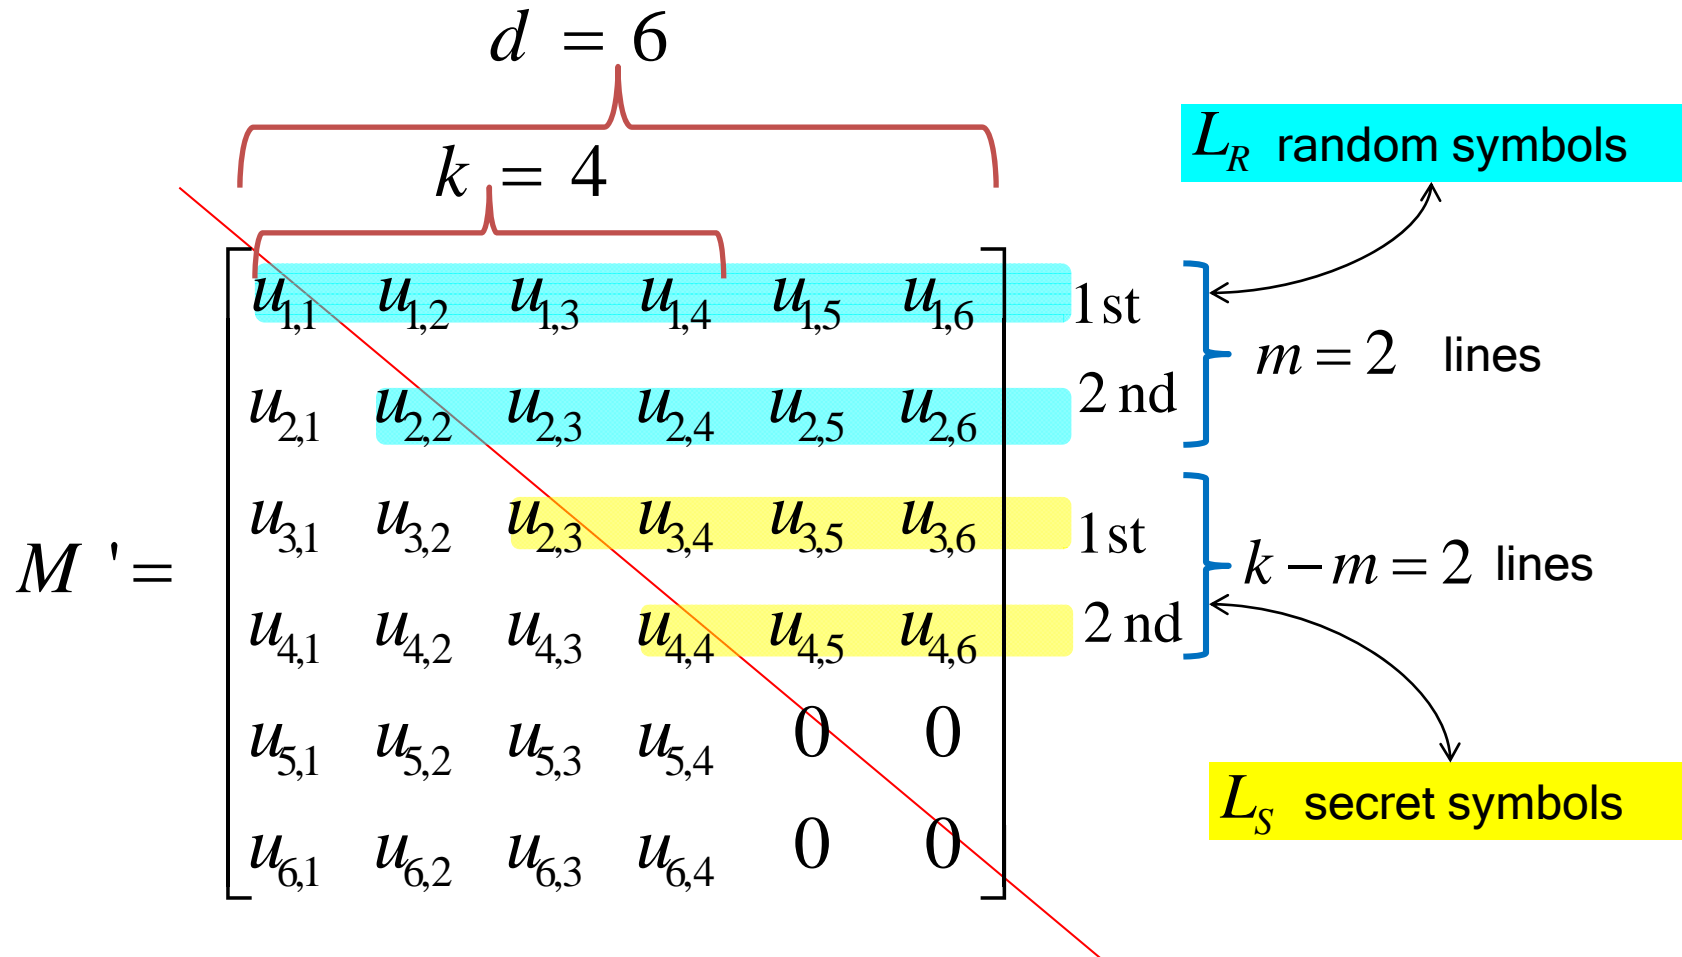 d = 6
k = 4
L_R random symbols
u_{1,1} u_{1,2} u_{1,3} u_{1,4} u_{1,5} u_{1,6} 1st
m = 2 lines
u_{2,1} u_{2,2} u_{2,3} u_{2,4} u_{2,5} u_{2,6} 2 nd
u_{3,1} u_{3,2} u_{2,3} u_{3,4} u_{3,5} u_{3,6} 1st
M ' =
k − m = 2 lines
u_{4,1} u_{4,2} u_{4,3} u_{4,4} u_{4,5} u_{4,6} 2 nd
u_{5,1} u_{5,2} u_{5,3} u_{5,4} 0 0
L_S secret symbols
u_{6,1} u_{6,2} u_{6,3} u_{6,4} 0 0